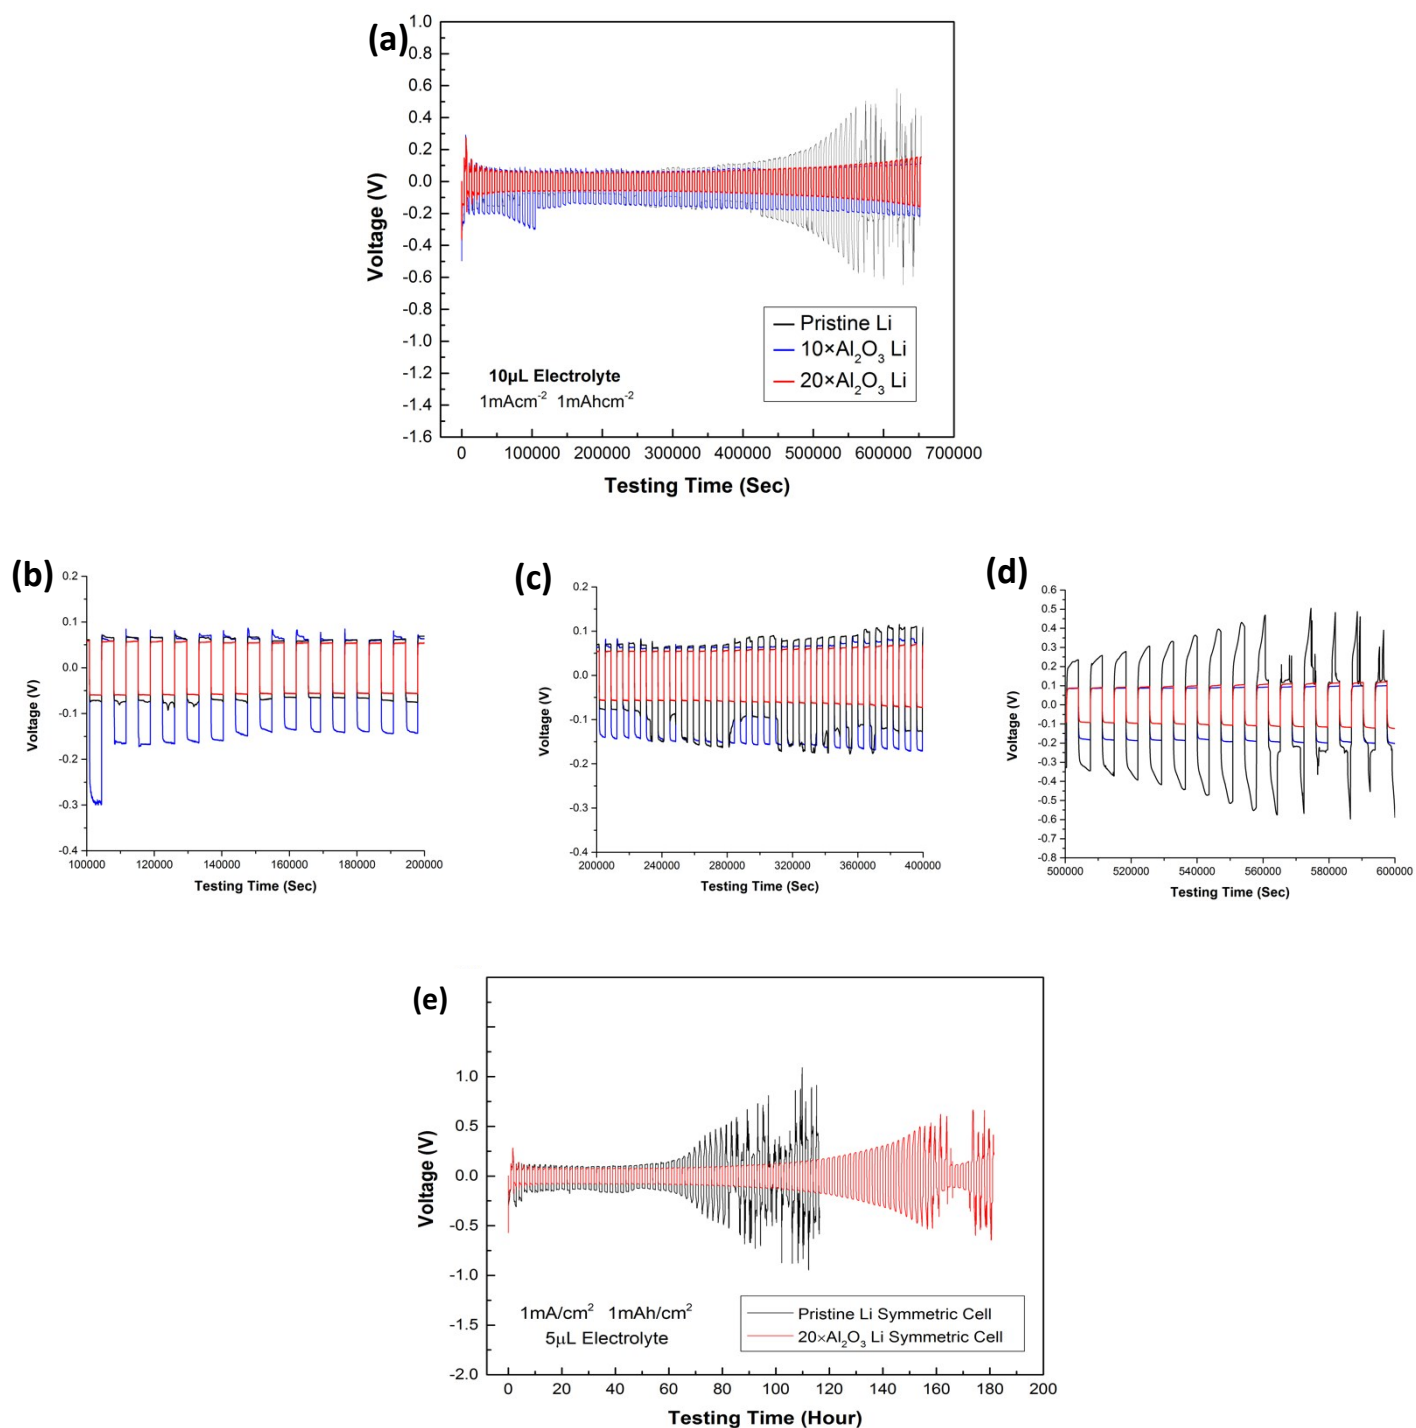 (a)
1.0
0.8
0.6
0.4
0.2
0.0
-0.2
-0.4
-0.6
-0.8
-1.0
-1.2
-1.4
-1.6
Voltage (V)
Pristine Li
10×Al₂O₃ Li
20×Al₂O₃ Li
10μL Electrolyte
1mAcm⁻² 1mAhcm⁻²
0 100000 200000 300000 400000 500000 600000 700000
Testing Time (Sec)
(b)
0.2
0.1
0.0
-0.1
-0.2
-0.3
-0.4
Voltage (V)
100000 120000 140000 160000 180000 200000
Testing Time (Sec)
(c)
0.2
0.1
0.0
-0.1
-0.2
-0.3
-0.4
Voltage (V)
200000 240000 280000 320000 360000 400000
Testing Time (Sec)
(d)
0.6
0.5
0.4
0.3
0.2
0.1
0.0
-0.1
-0.2
-0.3
-0.4
-0.5
-0.6
-0.7
-0.8
Voltage (V)
500000 520000 540000 560000 580000 600000
Testing Time (Sec)
(e)
1.0
0.5
0.0
-0.5
-1.0
-1.5
-2.0
Voltage (V)
1mA/cm² 1mAh/cm²
5μL Electrolyte
Pristine Li Symmetric Cell
20×Al₂O₃ Li Symmetric Cell
0 20 40 60 80 100 120 140 160 180 200
Testing Time (Hour)